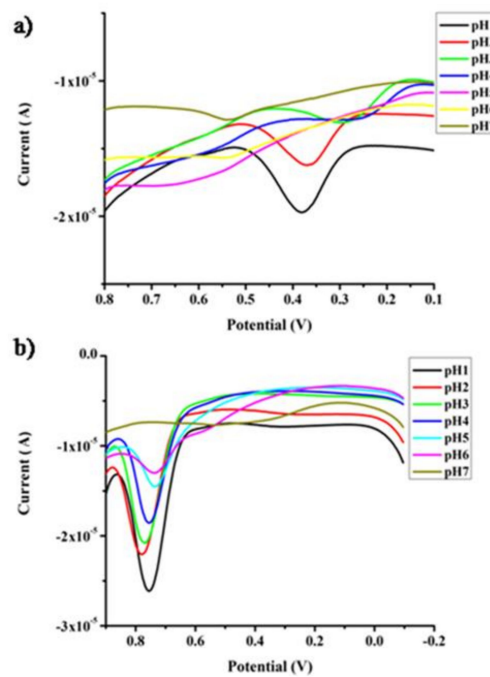 a)
pH
pH
pH
pH
pH
pH
pH
-1x10⁻⁵
-2x10⁻⁵
Current (A)
0.8 0.7 0.6 0.5 0.4 0.3 0.2 0.1
Potential (V)
b)
0.0
-1x10⁻⁵
-2x10⁻⁵
-3x10⁻⁵
Current (A)
pH1
pH2
pH3
pH4
pH5
pH6
pH7
0.8 0.6 0.4 0.2 0.0 -0.2
Potential (V)